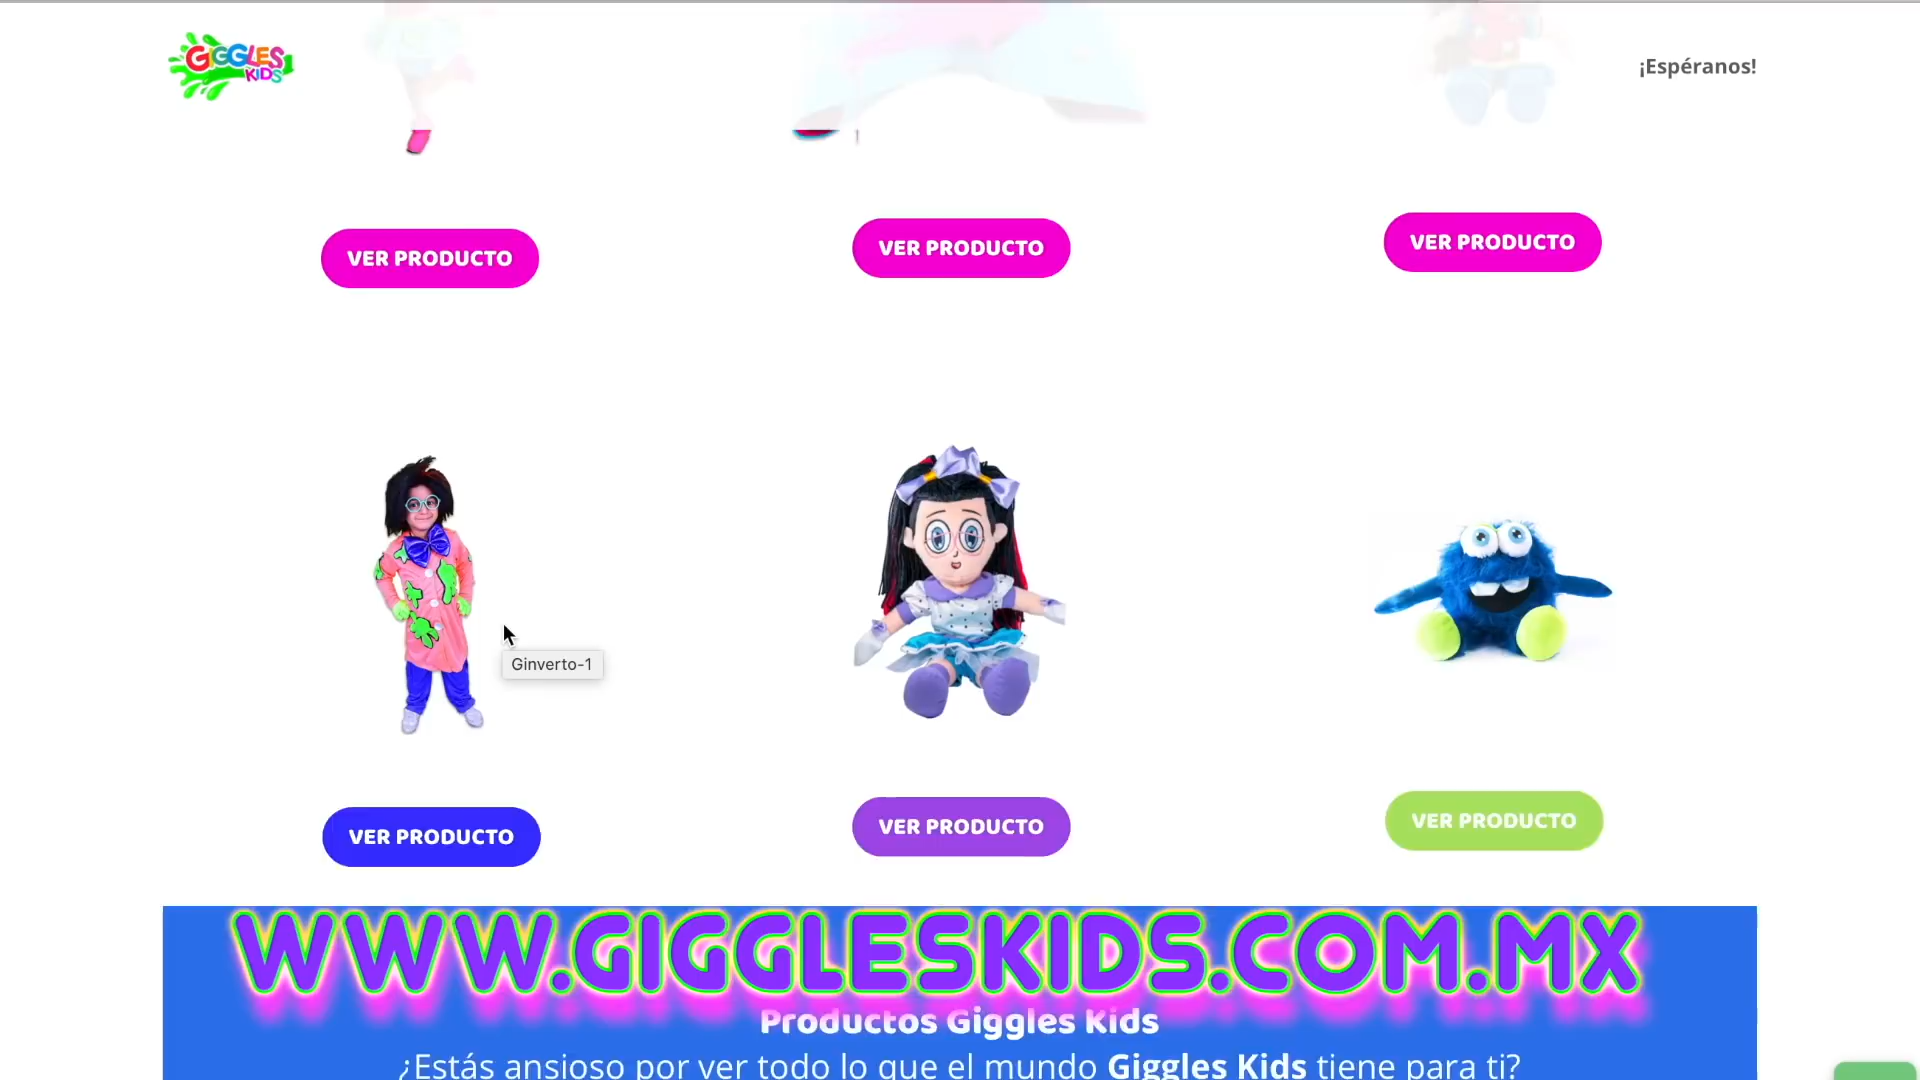 GIGGLES
KIDS
¡Espéranos!
VER PRODUCTO
VER PRODUCTO
VER PRODUCTO
Ginverto-1
VER PRODUCTO
VER PRODUCTO
VER PRODUCTO
WWW.GIGGLESKIDS.COM.MX
Productos Giggles Kids
¿Estás ansioso por ver todo lo que el mundo Giggles Kids tiene para ti?